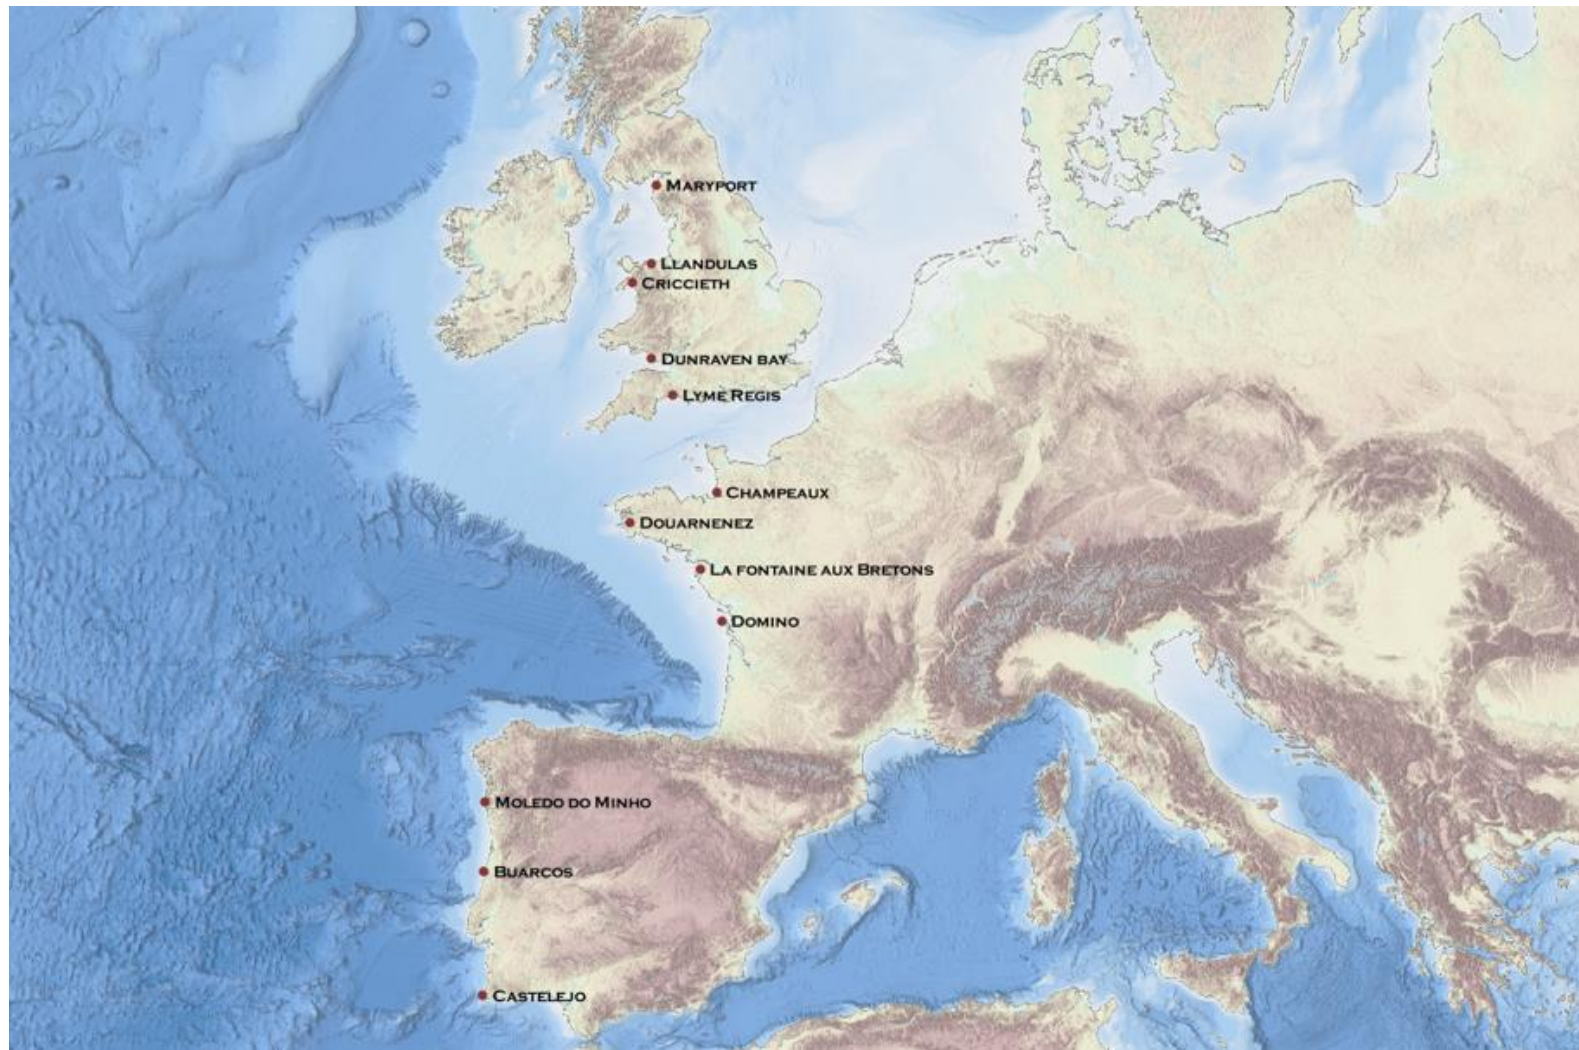 MARYPORT
LLANDULAS
CRICCIETH
DUNRAVEN BAY
LYME REGIS
CHAMPEAUX
DOUARNENEZ
LA FONTAINE AUX BRETONS
DOMINO
MOLEDO DO MINHO
BUARCOS
CASTELEJO